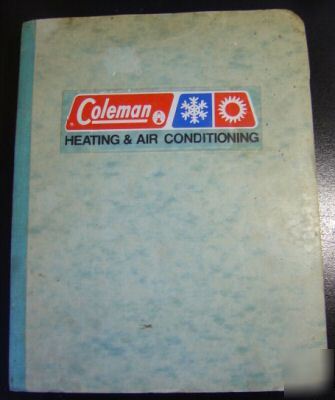 Coleman
HEATING & AIR CONDITIONING